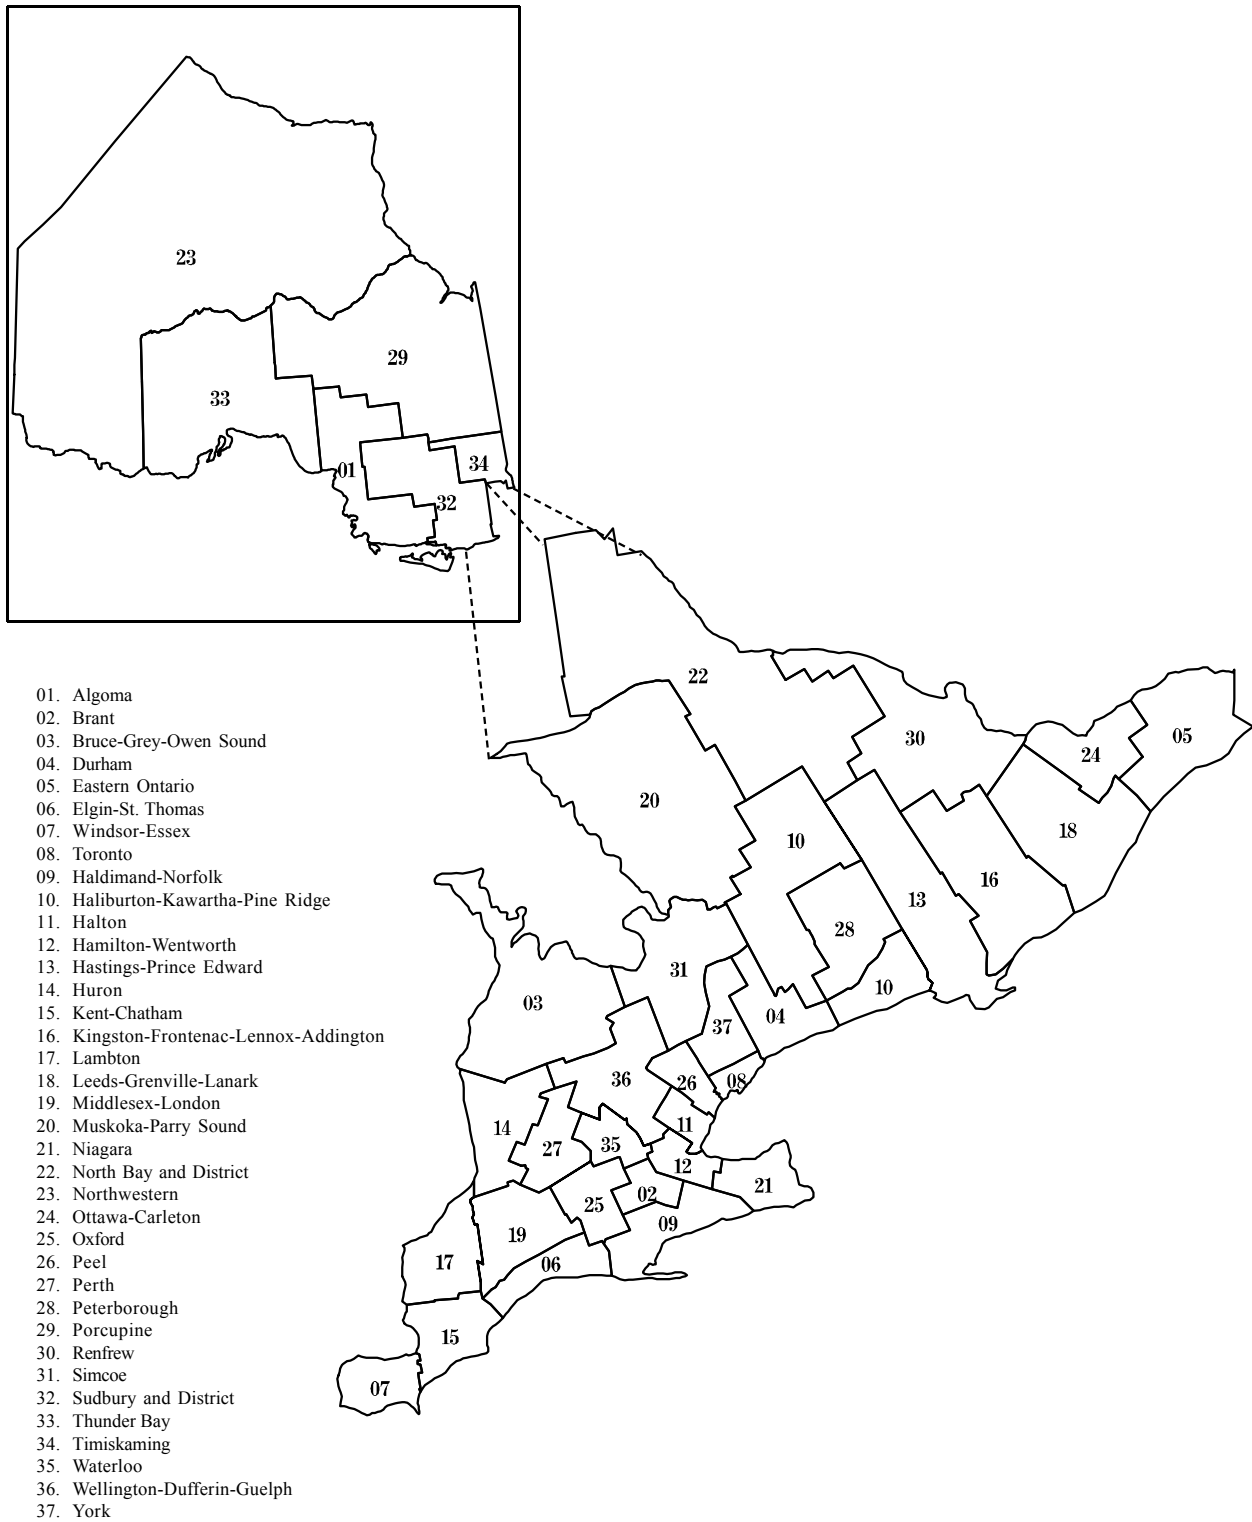 23
29
33
01
34
32
22
30
24
05
20
10
18
16
13
28
31
03
10
04
37
36
26
08
14
11
27
35
12
21
02
25
09
19
17
06
15
07
01. Algoma
02. Brant
03. Bruce-Grey-Owen Sound
04. Durham
05. Eastern Ontario
06. Elgin-St. Thomas
07. Windsor-Essex
08. Toronto
09. Haldimand-Norfolk
10. Haliburton-Kawartha-Pine Ridge
11. Halton
12. Hamilton-Wentworth
13. Hastings-Prince Edward
14. Huron
15. Kent-Chatham
16. Kingston-Frontenac-Lennox-Addington
17. Lambton
18. Leeds-Grenville-Lanark
19. Middlesex-London
20. Muskoka-Parry Sound
21. Niagara
22. North Bay and District
23. Northwestern
24. Ottawa-Carleton
25. Oxford
26. Peel
27. Perth
28. Peterborough
29. Porcupine
30. Renfrew
31. Simcoe
32. Sudbury and District
33. Thunder Bay
34. Timiskaming
35. Waterloo
36. Wellington-Dufferin-Guelph
37. York